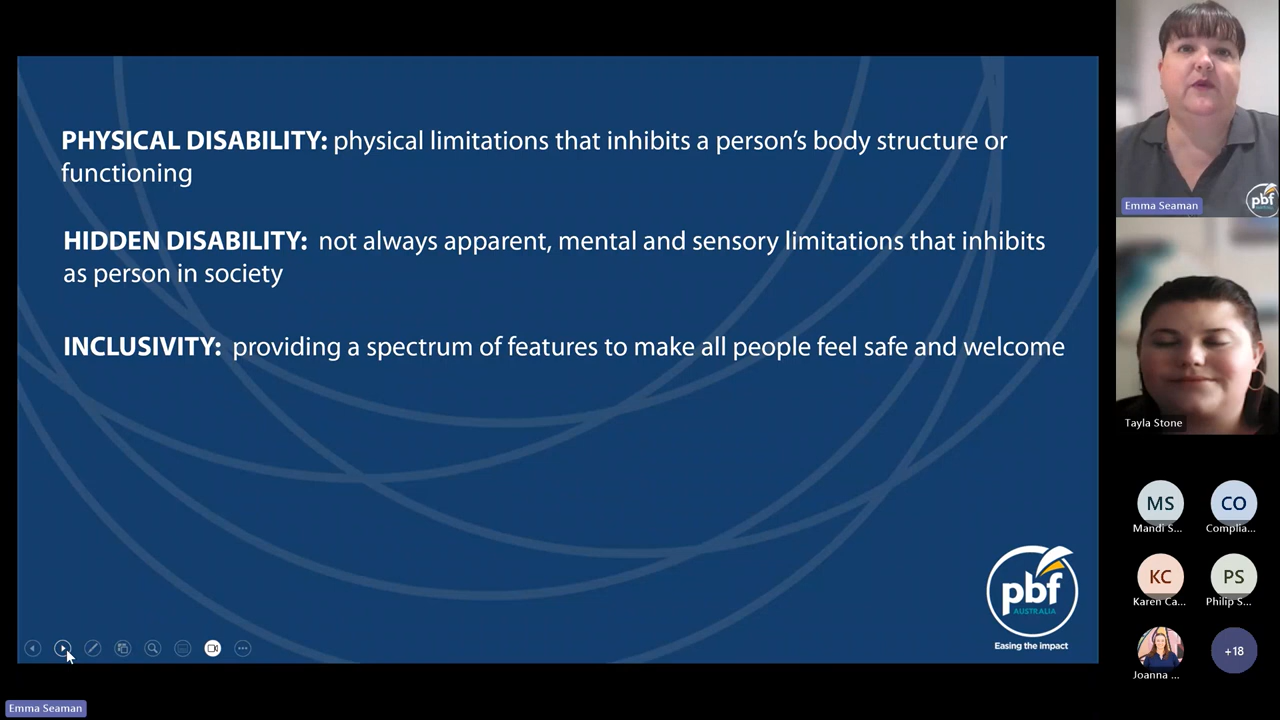 PHYSICAL DISABILITY: physical limitations that inhibits a person’s body structure or
functioning
HIDDEN DISABILITY: not always apparent, mental and sensory limitations that inhibits
as person in society
INCLUSIVITY: providing a spectrum of features to make all people feel safe and welcome
pbf
AUSTRALIA
Easing the impact
Emma Seaman
pbf
Emma Seaman
Tayla Stone
MS
CO
Mandi S...
Complia...
KC
PS
Karen Ca...
Philip S...
Joanna ...
+18